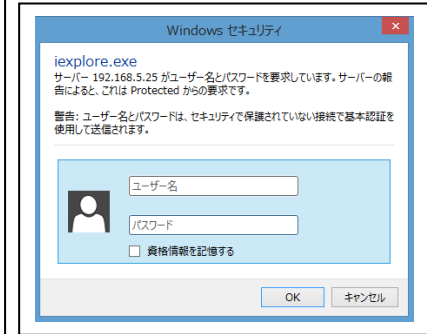 Windows セキュリティ
iexplore.exe
サーバー 192.168.5.25 がユーザー名とパスワードを要求しています。サーバーの報
告によると、これは Protected からの要求です。
警告: ユーザー名とパスワードは、セキュリティで保護されていない接続で基本認証を
使用して送信されます。
ユーザー名
パスワード
資格情報を記憶する
OK
キャンセル